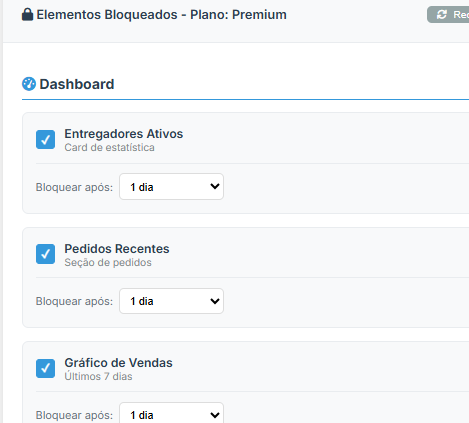 Elementos Bloqueados - Plano: Premium
Dashboard
Entregadores Ativos
Card de estatística
Bloquear após: 1 dia
Pedidos Recentes
Seção de pedidos
Bloquear após: 1 dia
Gráfico de Vendas
Últimos 7 dias
Bloquear após: 1 dia